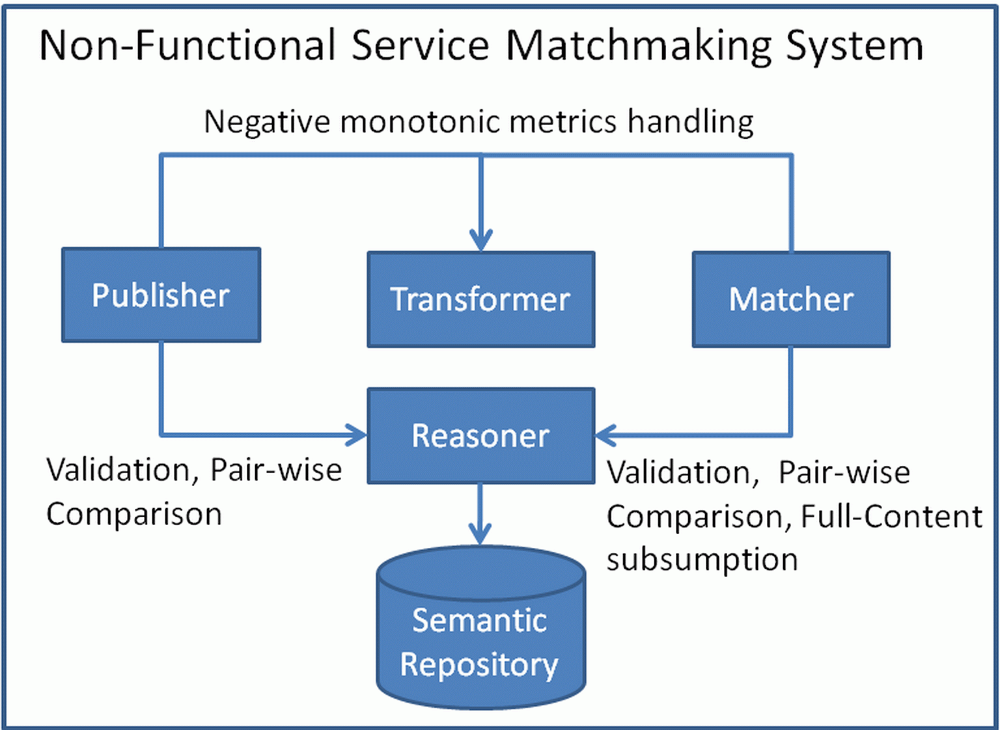 Non-Functional Service Matchmaking System
Negative monotonic metrics handling
Publisher
Transformer
Matcher
Reasoner
Validation, Pair-wise
Comparison
Validation, Pair-wise
Comparison, Full-Content
subsumption
Semantic
Repository